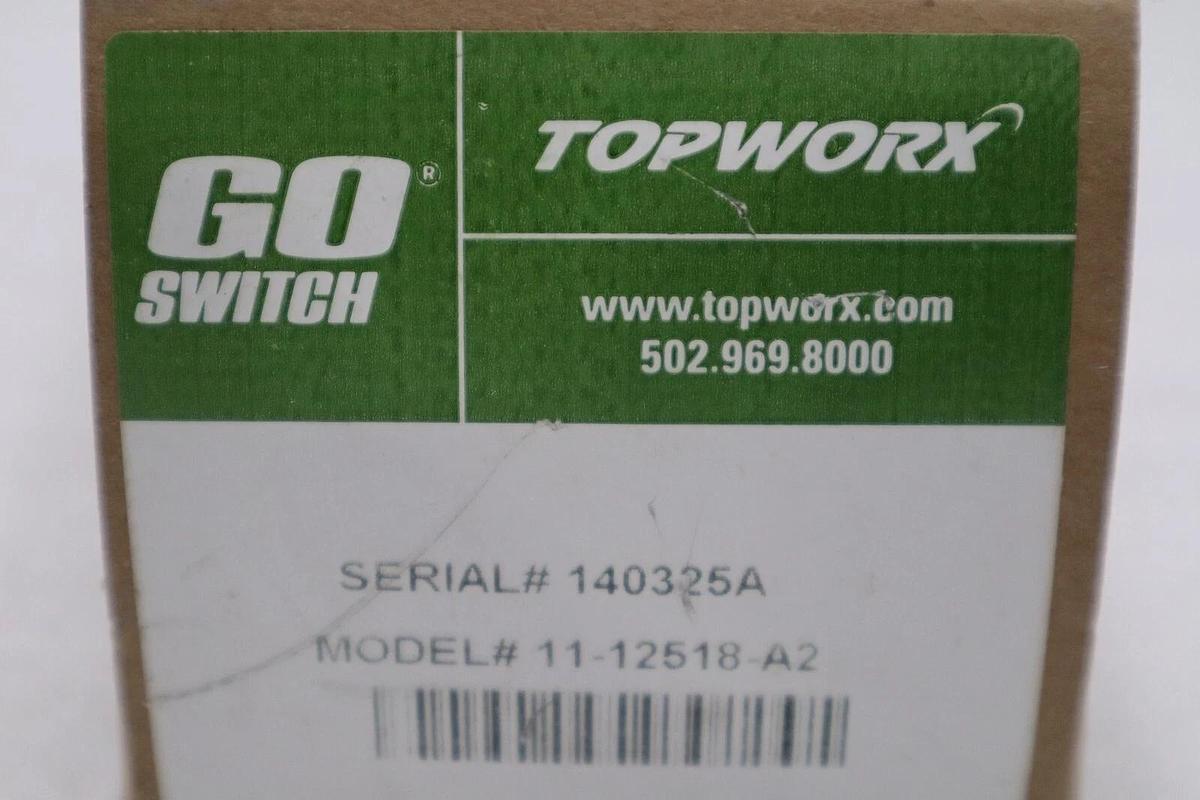 GO®
SWITCH
TOPWORX
www.topworx.com
502.969.8000
SERIAL# 140325A
MODEL# 11-12518-A2